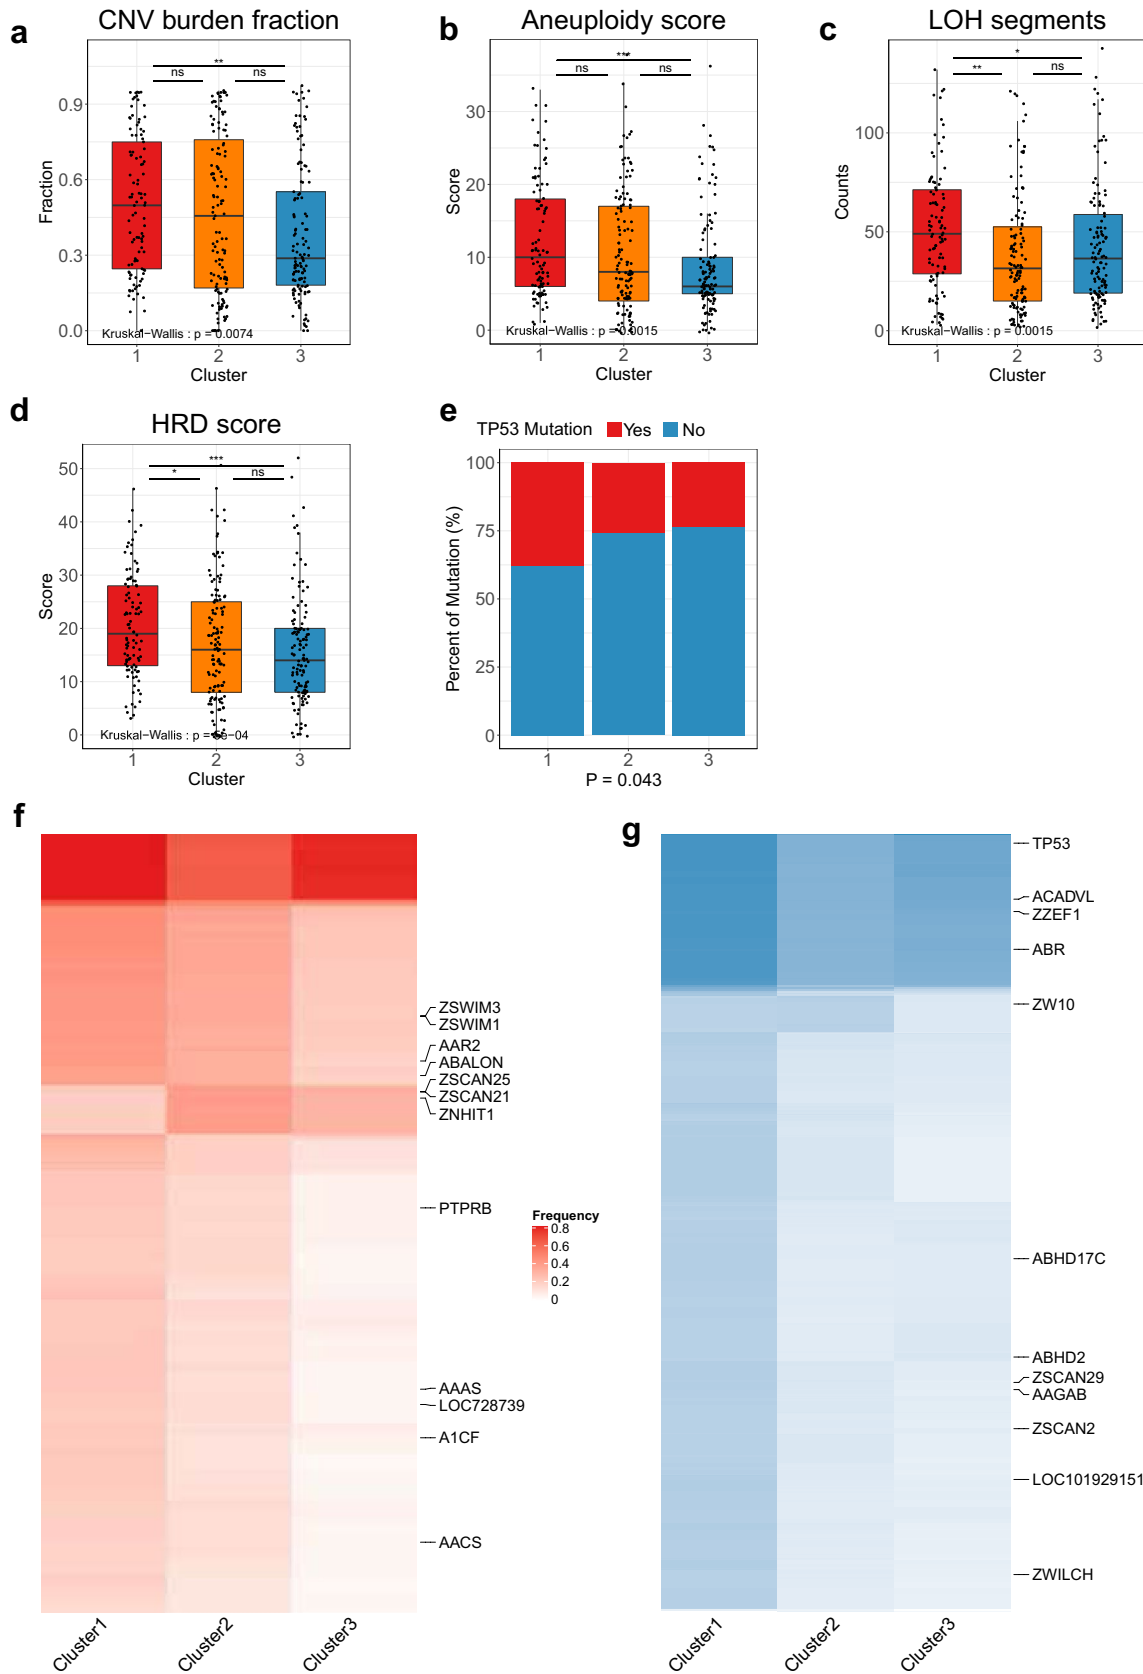 a
CNV burden fraction
**
ns
ns
Fraction
0.9
0.6
0.3
0.0
Kruskal−Wallis : p = 0.0074
1
2
3
Cluster
b
Aneuploidy score
***
ns
ns
Score
30
20
10
0
Kruskal−Wallis : p = 0.0015
1
2
3
Cluster
c
LOH segments
*
**
ns
Counts
100
50
0
Kruskal−Wallis : p = 0.0015
1
2
3
Cluster
d
HRD score
***
*
ns
Score
50
40
30
20
10
0
Kruskal−Wallis : p =
e−04
1
2
3
Cluster
e
TP53 Mutation Yes No
Percent of Mutation (%)
100
75
50
25
0
1
2
3
P = 0.043
f
ZSWIM3
ZSWIM1
AAR2
ABALON
ZSCAN25
ZSCAN21
ZNHIT1
PTPRB
AAAS
LOC728739
A1CF
AACS
Cluster1
Cluster2
Cluster3
Frequency
0.8
0.6
0.4
0.2
0
g
TP53
ACADVL
ZZEF1
ABR
ZW10
ABHD17C
ABHD2
ZSCAN29
AAGAB
ZSCAN2
LOC101929151
ZWILCH
Cluster1
Cluster2
Cluster3